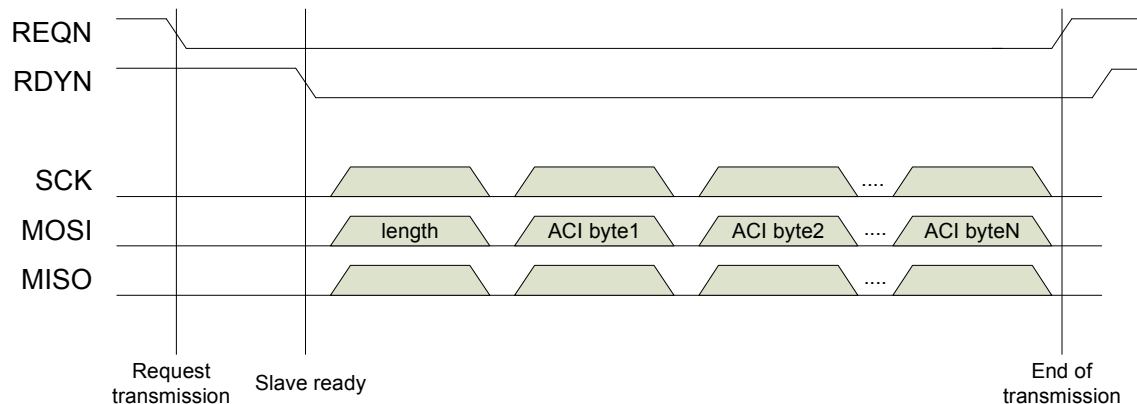 REQN
RDYN
SCK
....
MOSI
length
ACI byte1
ACI byte2
....
ACI byteN
MISO
....
Request
transmission
Slave ready
End of
transmission